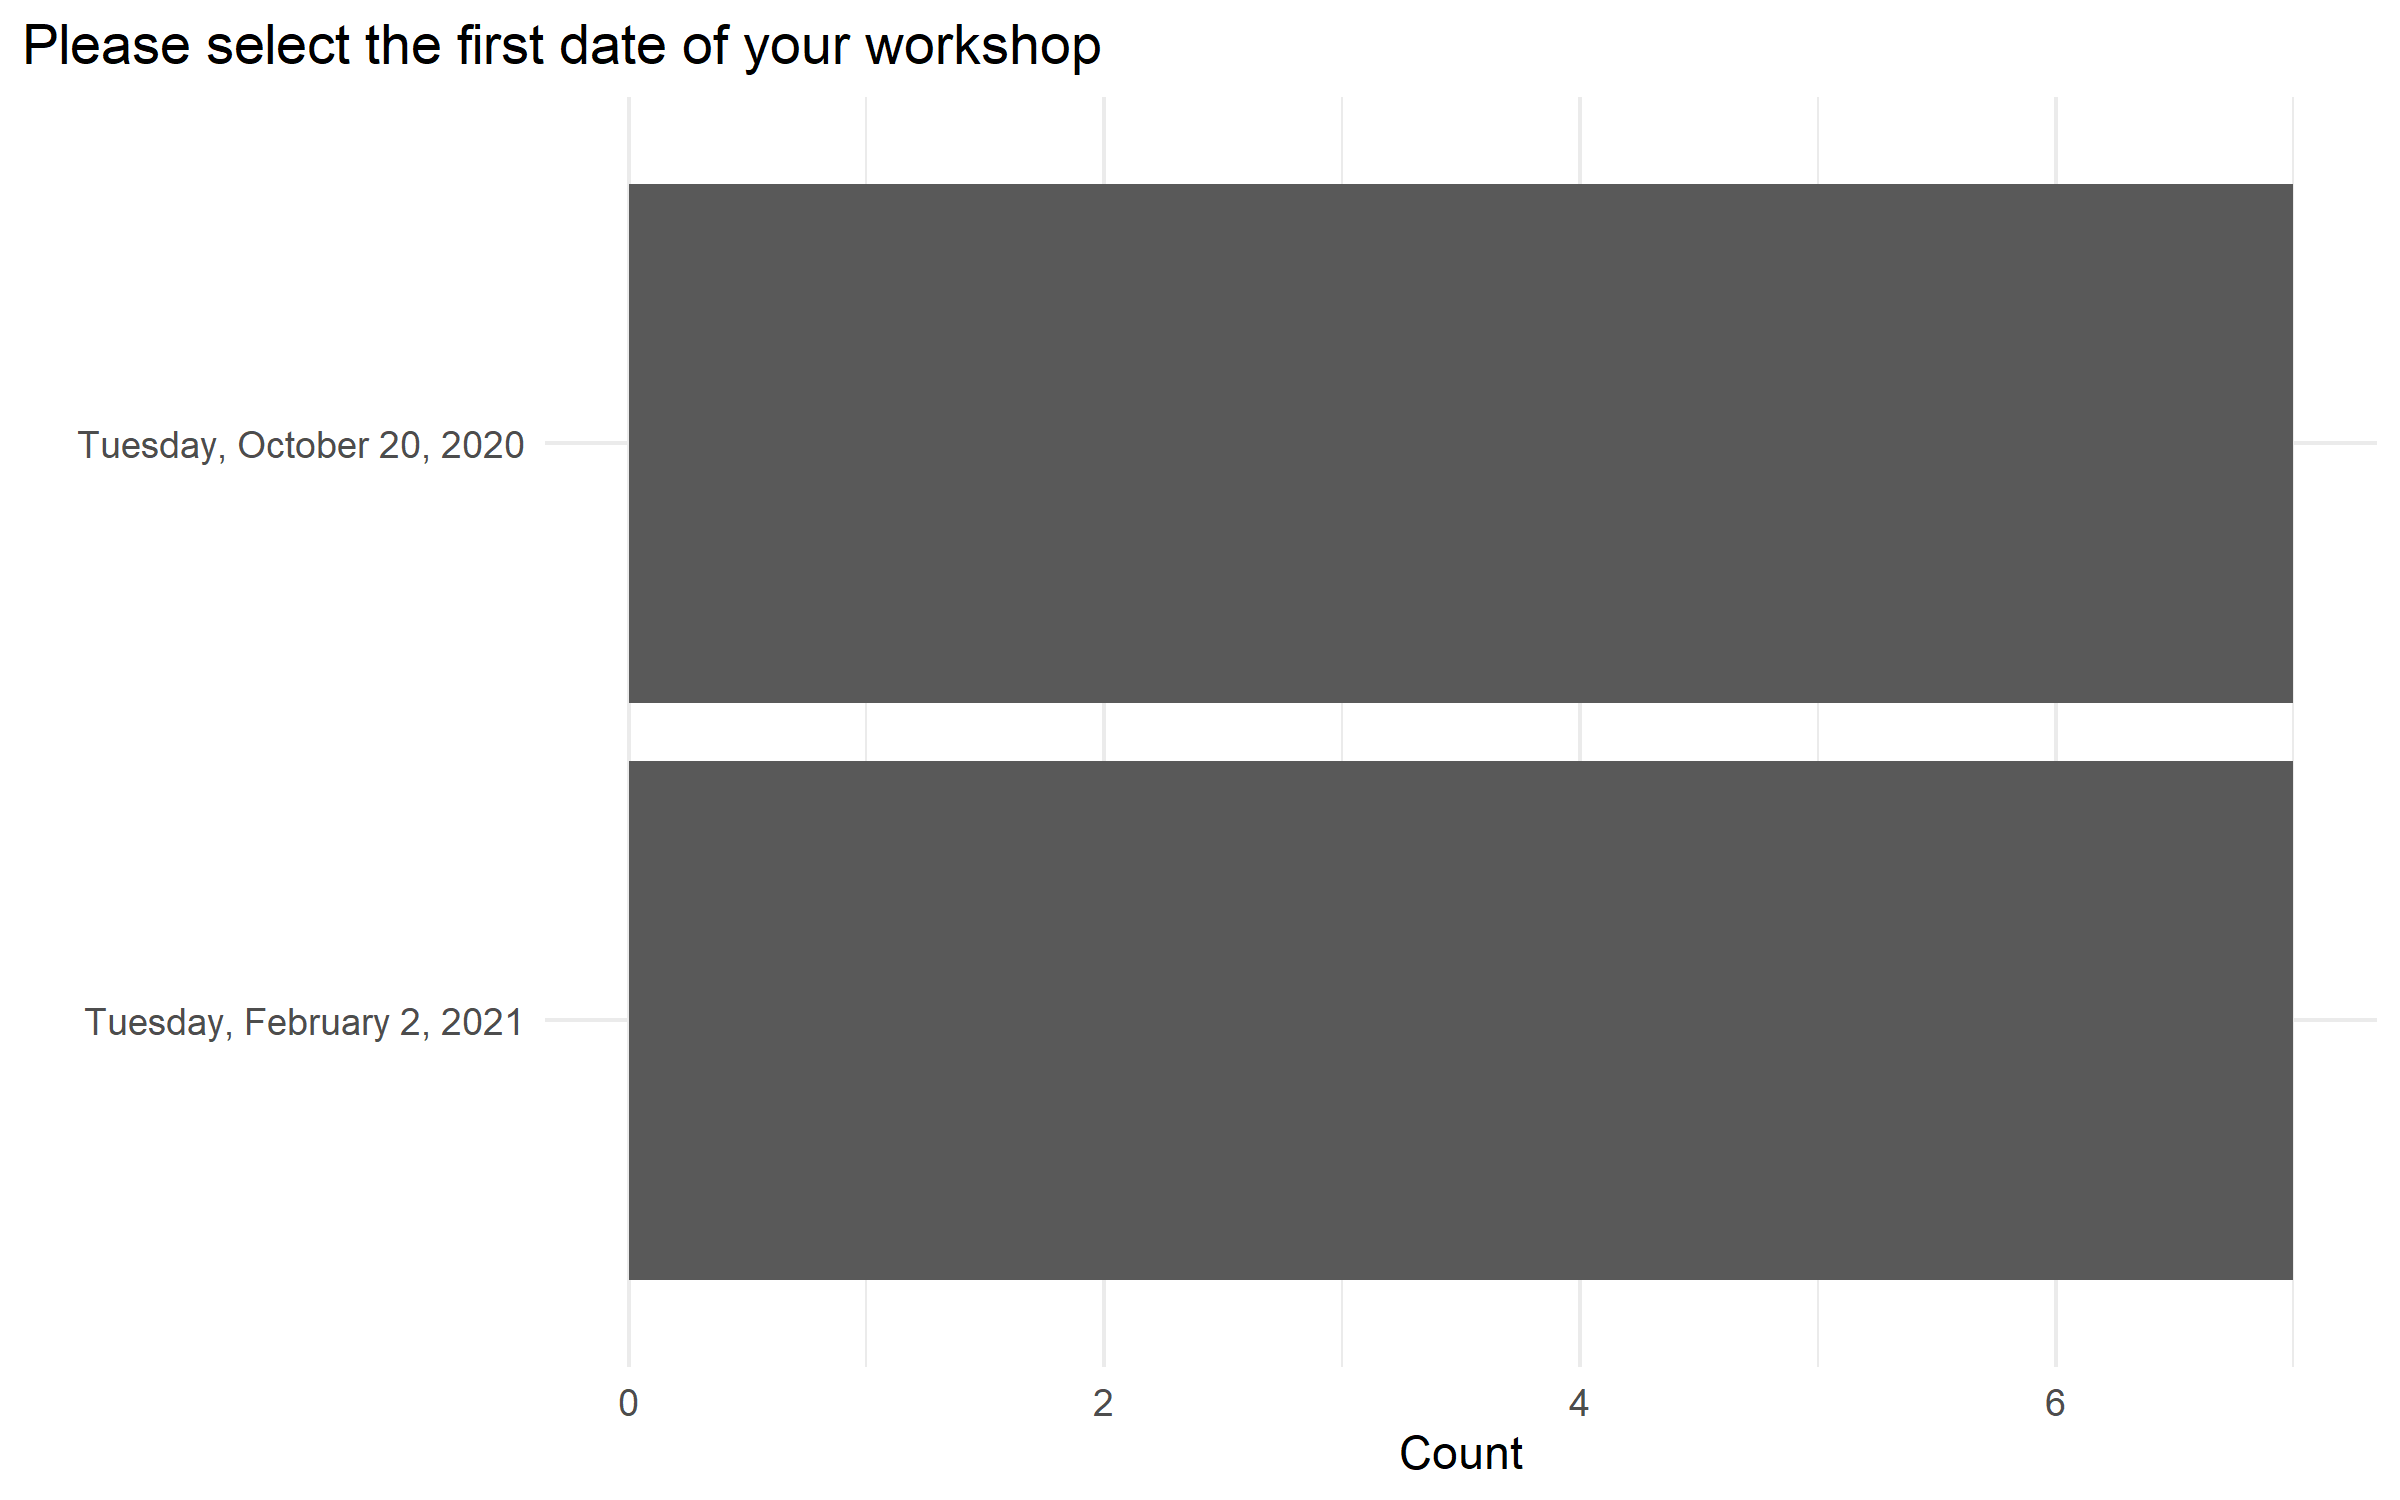 Please select the first date of your workshop
Tuesday, October 20, 2020
Tuesday, February 2, 2021
0 2 4 6
Count